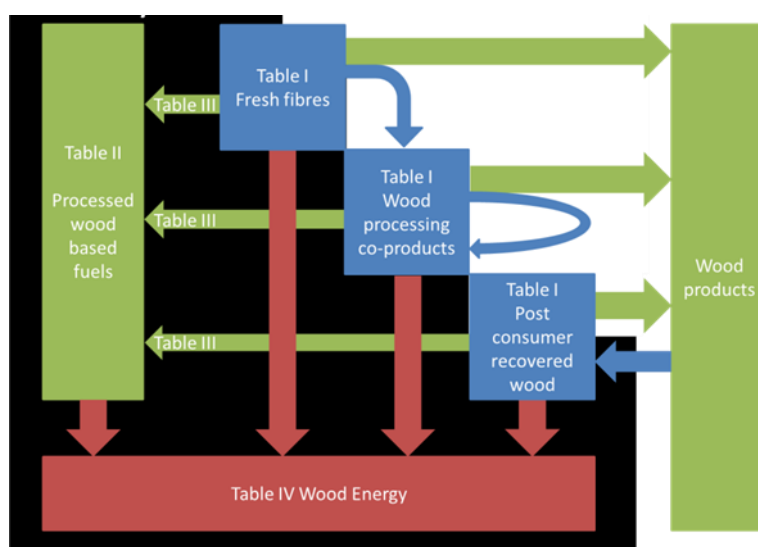 Table I
Fresh fibres
Table III
Table II
Processed
wood
based
fuels
Table I
Wood
processing
co-products
Table III
Wood
products
Table I
Post
consumer
recovered
wood
Table III
Table IV Wood Energy